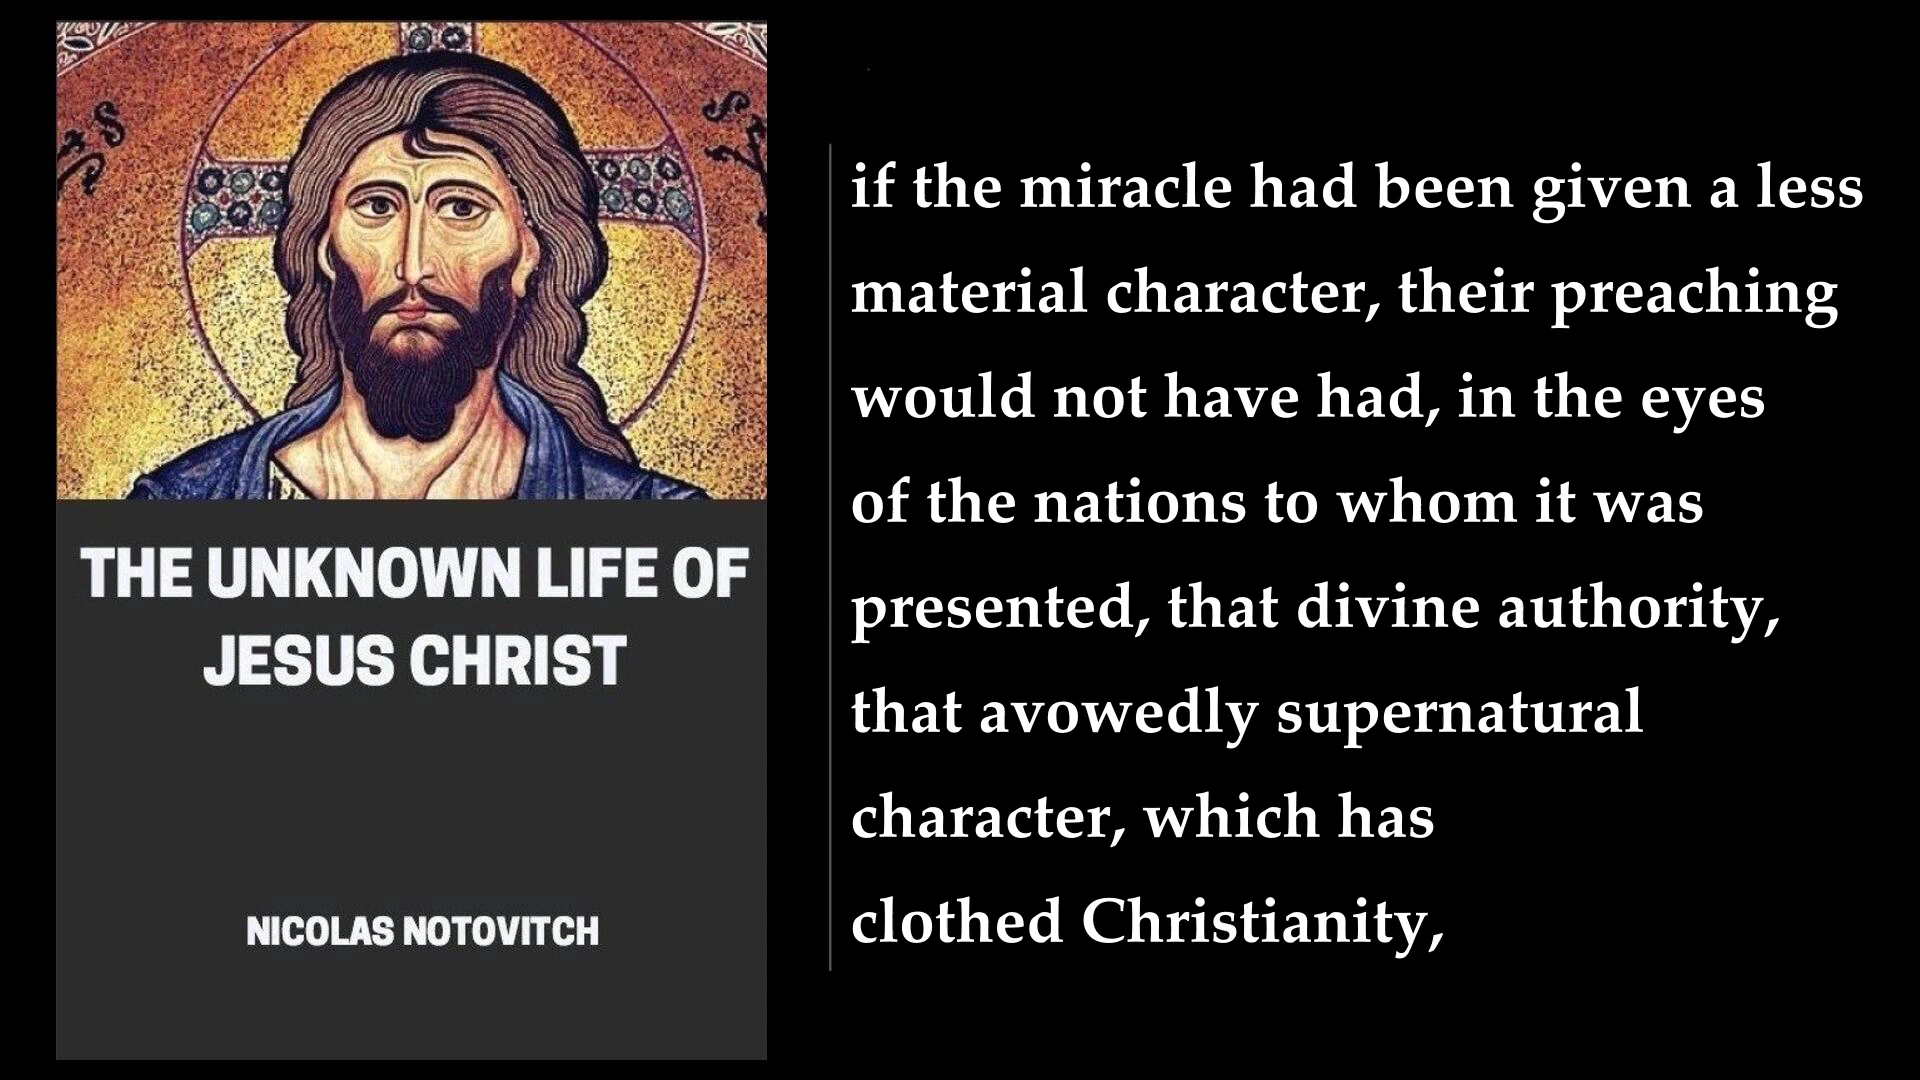 THE UNKNOWN LIFE OF
JESUS CHRIST
NICOLAS NOTOVITCH
if the miracle had been given a less
material character, their preaching
would not have had, in the eyes
of the nations to whom it was
presented, that divine authority,
that avowedly supernatural
character, which has
clothed Christianity,